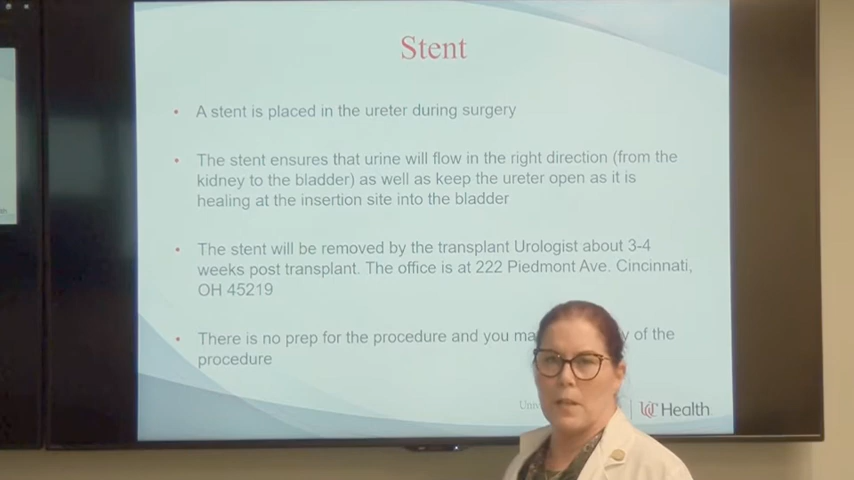 Stent
• A stent is placed in the ureter during surgery
• The stent ensures that urine will flow in the right direction (from the
kidney to the bladder) as well as keep the ureter open as it is
healing at the insertion site into the bladder
• The stent will be removed by the transplant Urologist about 3-4
weeks post transplant. The office is at 222 Piedmont Ave. Cincinnati,
OH 45219
• There is no prep for the procedure and you of the
procedure
UC Health